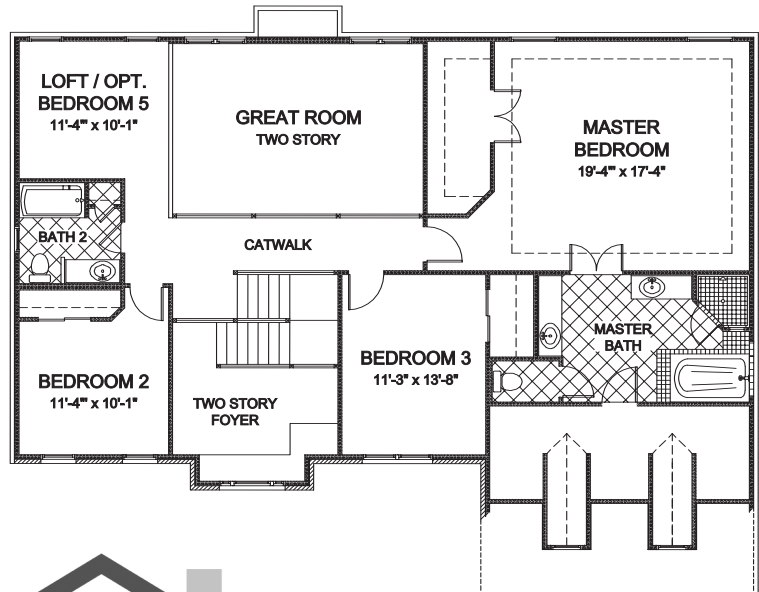 LOFT / OPT.
BEDROOM 5
11'-4"' x 10'-1"
GREAT ROOM
TWO STORY
MASTER
BEDROOM
19'-4"' x 17'-4"
BATH 2
CATWALK
MASTER
BATH
BEDROOM 2
11'-4"' x 10'-1"
TWO STORY
FOYER
BEDROOM 3
11'-3" x 13'-8"